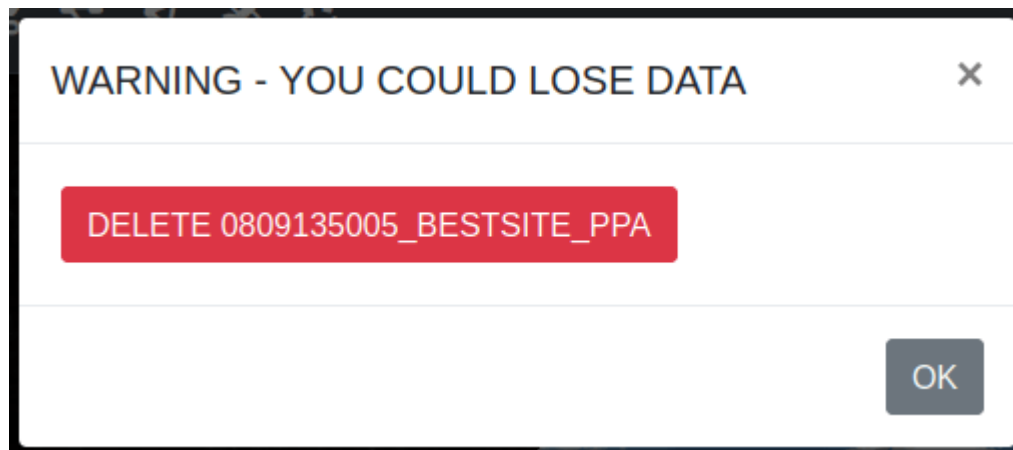 WARNING - YOU COULD LOSE DATA ×
DELETE 0809135005_BESTSITE_PPA
OK